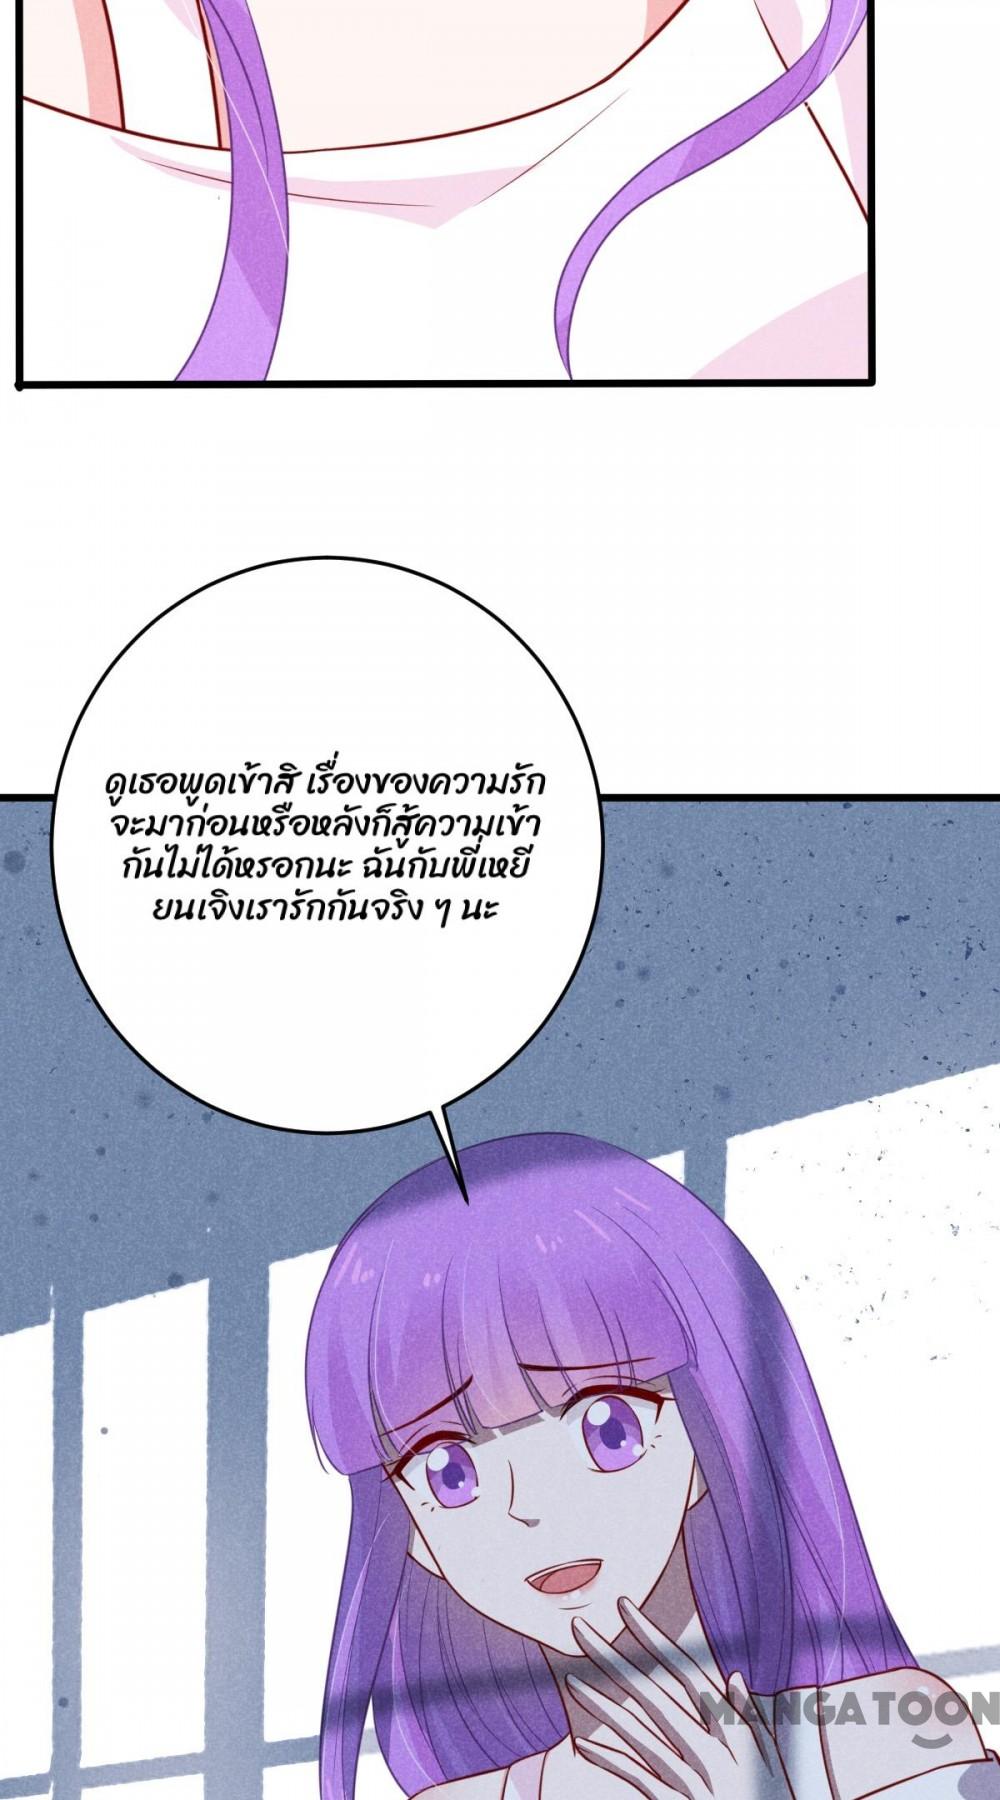 ดูเธอพูดเข้าสิ เรื่องของความรัก
จะมาก่อนหรือหลังก็สู้ความเข้า
กันไม่ได้หรอกนะ ฉันกับพี่เหยี
ยนเจิงเรารักกันจริง ๆ นะ
MANGATOON